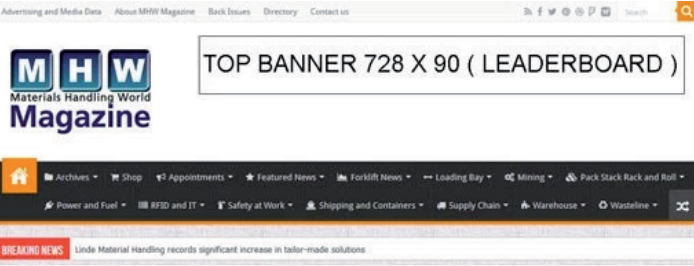 Advertising and Media Data About MHW Magazine Back Issues Directory Contact us Search
TOP BANNER 728 X 90 ( LEADERBOARD )
MHW
Materials Handling World
Magazine
Archives Shop Appointments Featured News Forklift News Loading Bay Mining Pack Stack Rack and Roll
Power and Fuel RFID and IT Safety at Work Shipping and Containers Supply Chain Warehouse Wasteline
BREAKING NEWS Linde Material Handling records significant increase in tailor-made solutions